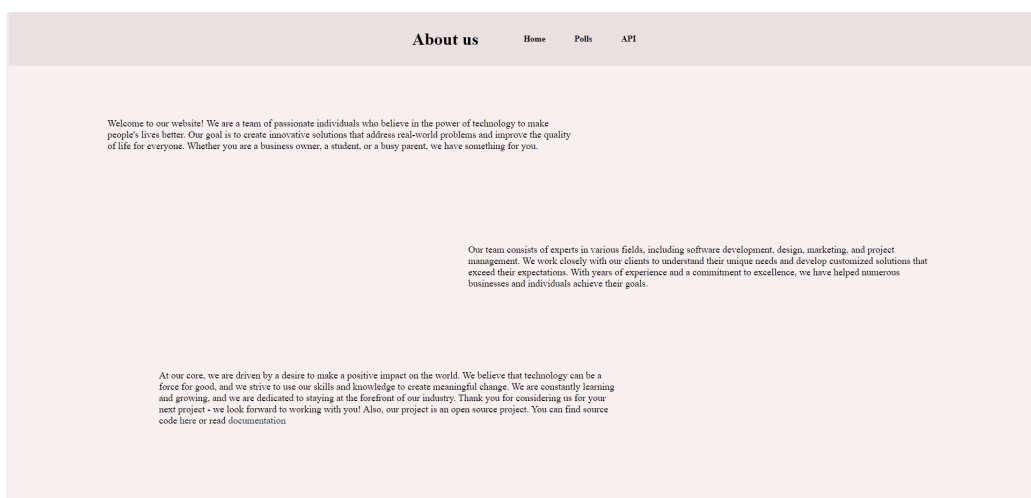 About us Home Polls API
Welcome to our website! We are a team of passionate individuals who believe in the power of technology to make
people's lives better. Our goal is to create innovative solutions that address real-world problems and improve the quality
of life for everyone. Whether you are a business owner, a student, or a busy parent, we have something for you.
Our team consists of experts in various fields, including software development, design, marketing, and project
management. We work closely with our clients to understand their unique needs and develop customized solutions that
exceed their expectations. With years of experience and a commitment to excellence, we have helped numerous
businesses and individuals achieve their goals.
At our core, we are driven by a desire to make a positive impact on the world. We believe that technology can be a
force for good, and we strive to use our skills and knowledge to create meaningful change. We are constantly learning
and growing, and we are dedicated to staying at the forefront of our industry. Thank you for considering us for your
next project - we look forward to working with you! Also, our project is an open source project. You can find source
code here or read documentation